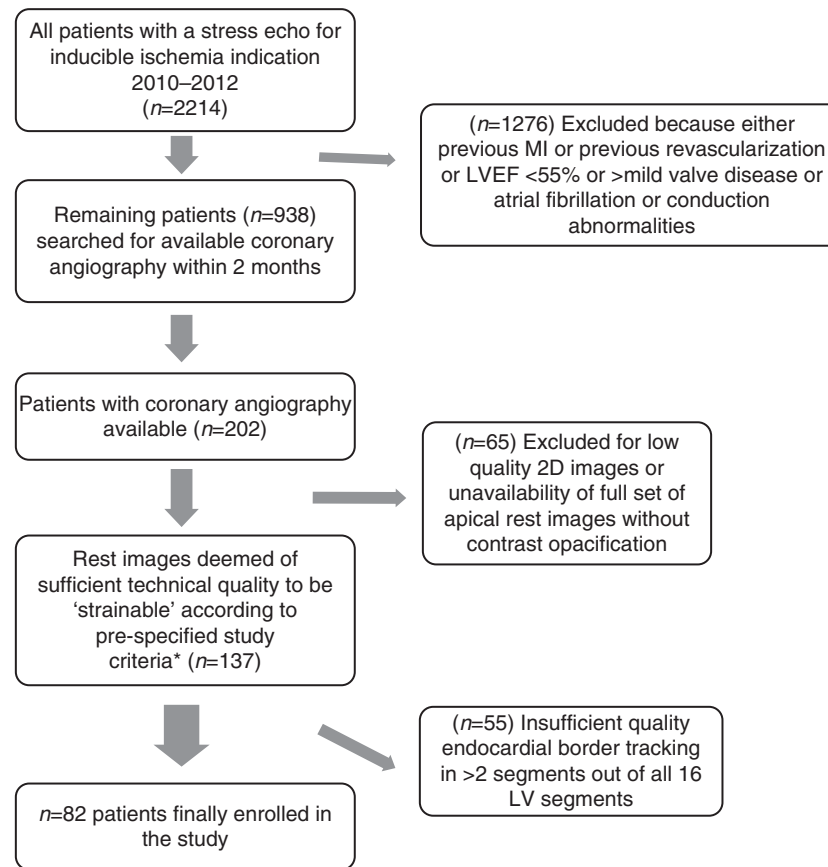 All patients with a stress echo for
inducible ischemia indication
2010–2012
(n=2214)
(n=1276) Excluded because either
previous MI or previous revascularization
or LVEF <55% or >mild valve disease or
atrial fibrillation or conduction
abnormalities
Remaining patients (n=938)
searched for available coronary
angiography within 2 months
Patients with coronary angiography
available (n=202)
(n=65) Excluded for low
quality 2D images or
unavailability of full set of
apical rest images without
contrast opacification
Rest images deemed of
sufficient technical quality to be
‘strainable’ according to
pre-specified study
criteria* (n=137)
(n=55) Insufficient quality
endocardial border tracking
in >2 segments out of all 16
LV segments
n=82 patients finally enrolled in
the study